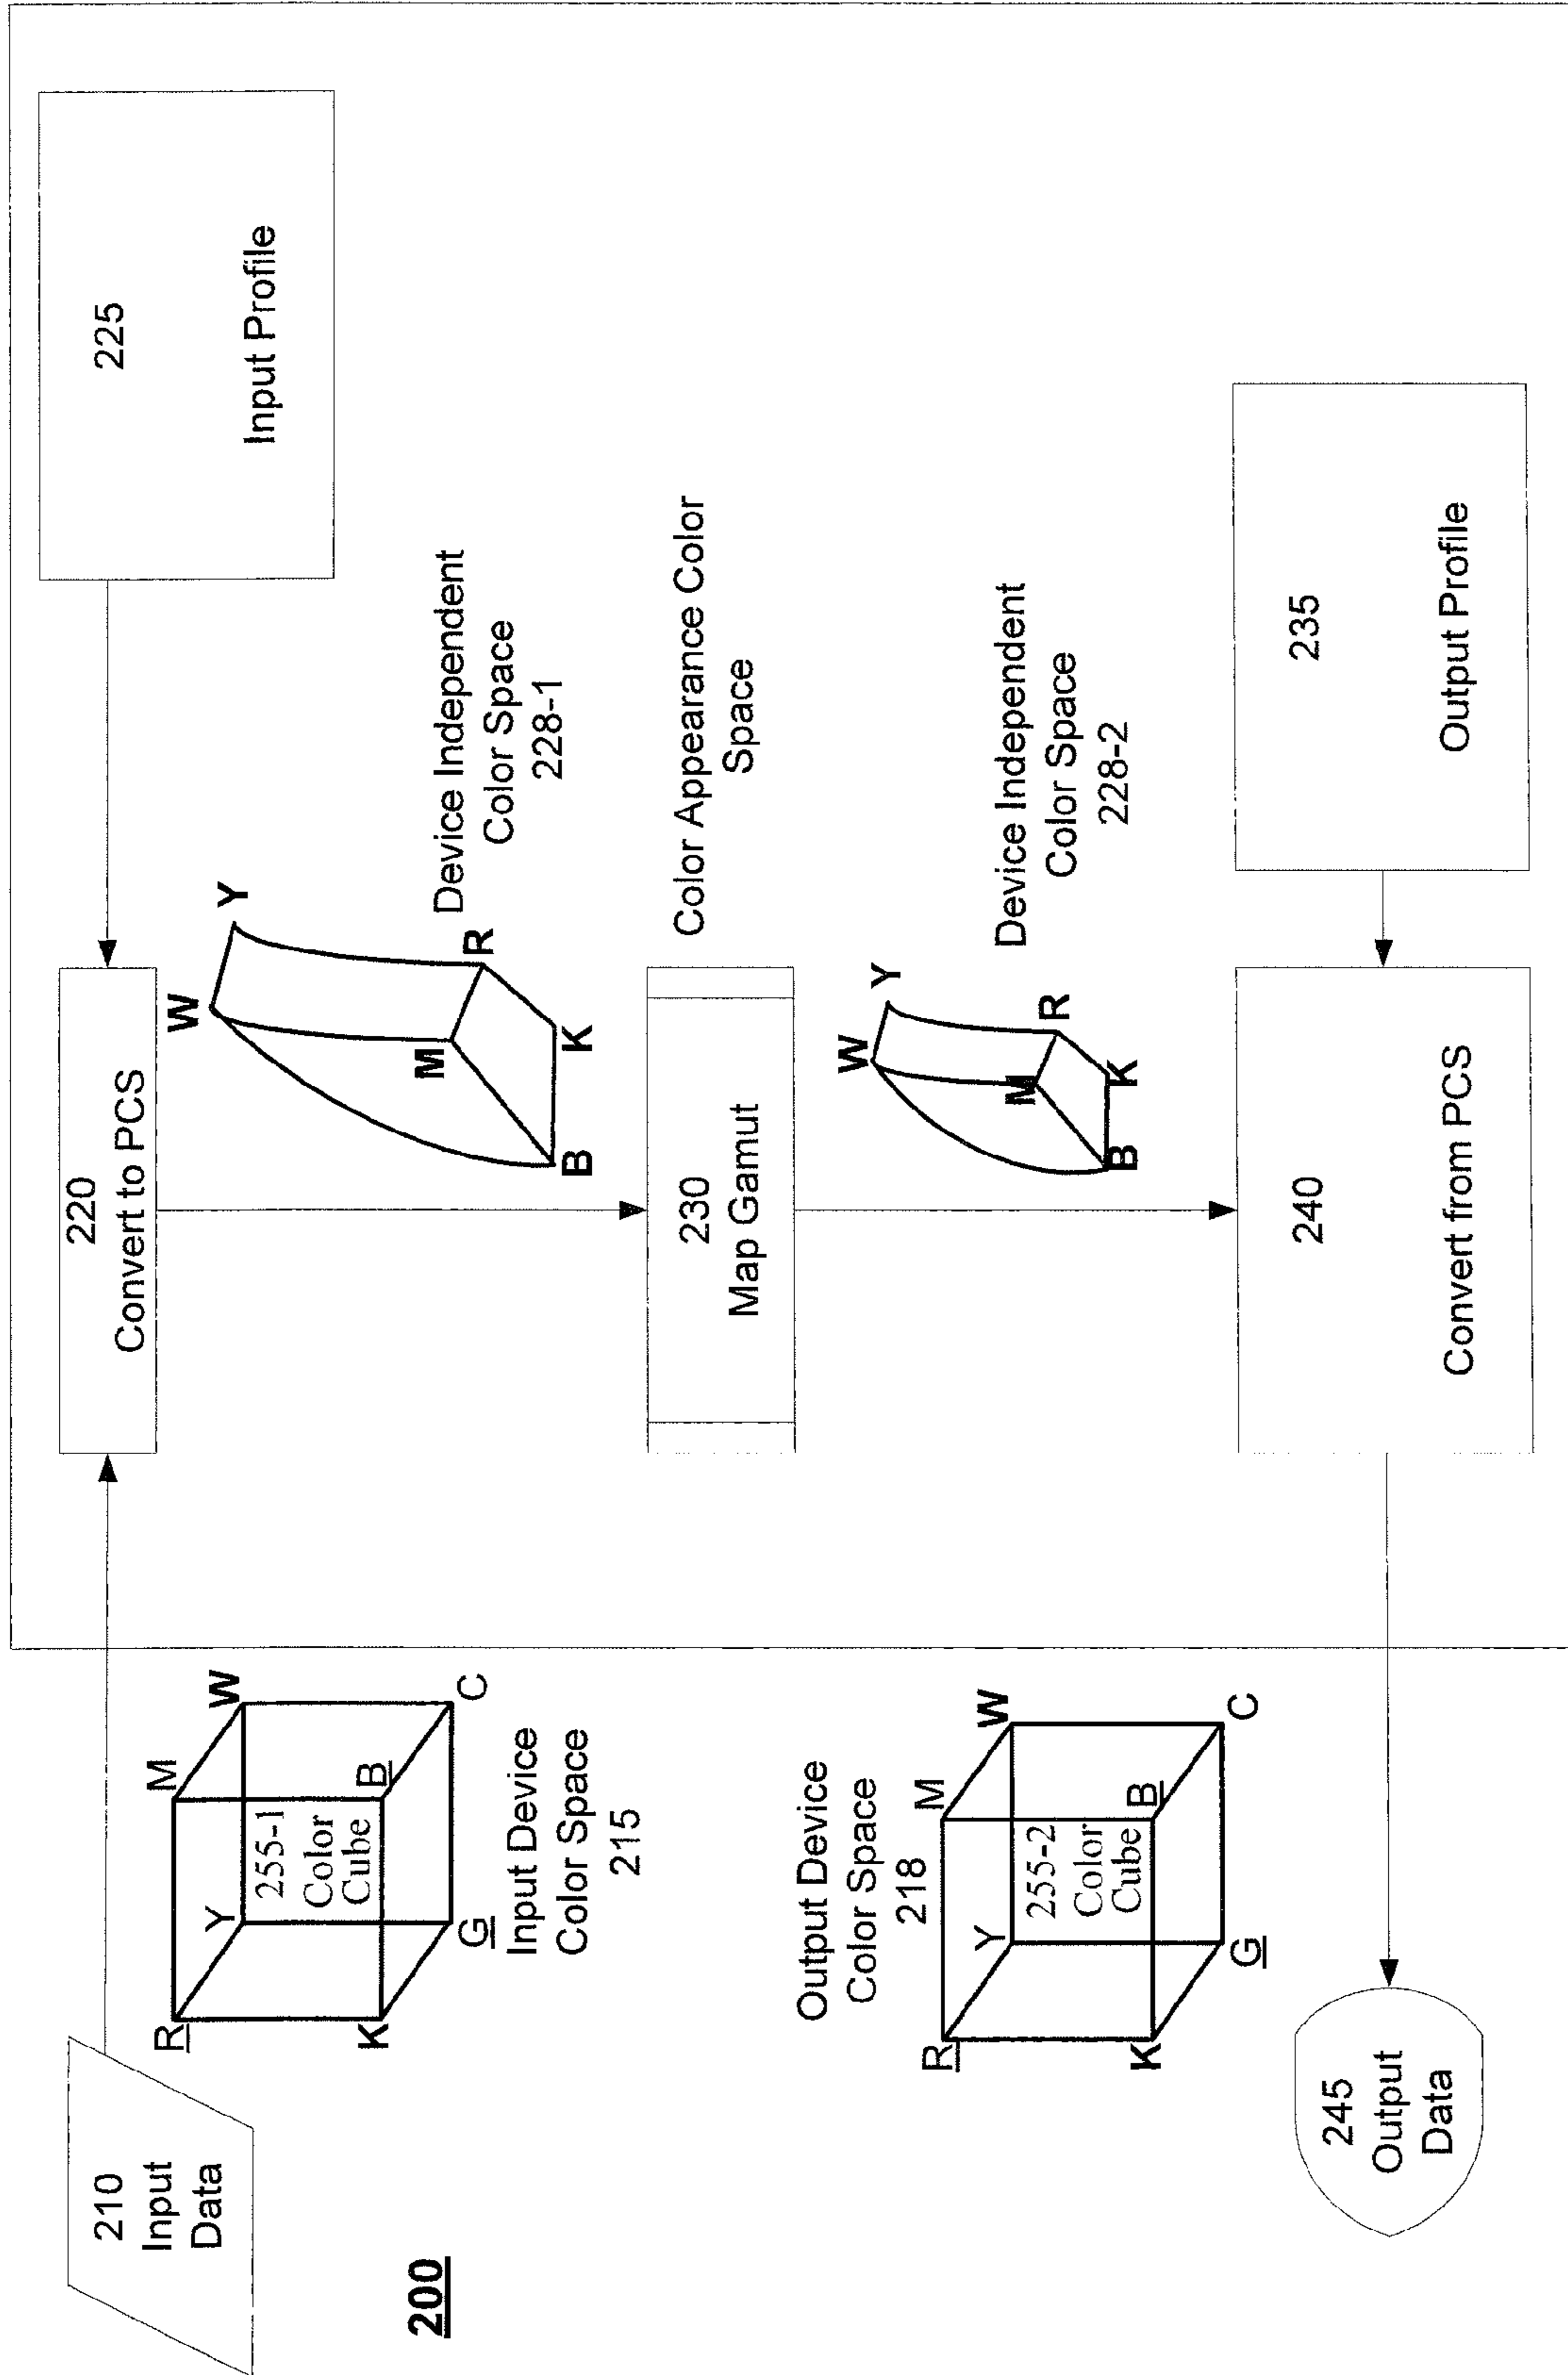 200
210
Input
Data
R
M
Y
W
255-1
Color
Cube
K
B
G
C
Input Device
Color Space
215
220
Convert to PCS
225
Input Profile
W
Y
M
R
B
K
Device Independent
Color Space
228-1
230
Map Gamut
Color Appearance Color
Space
W
Y
M
R
B
K
Device Independent
Color Space
228-2
Output Device
Color Space
218
R
M
Y
W
255-2
Color
Cube
K
B
G
C
235
Output Profile
240
Convert from PCS
245
Output
Data